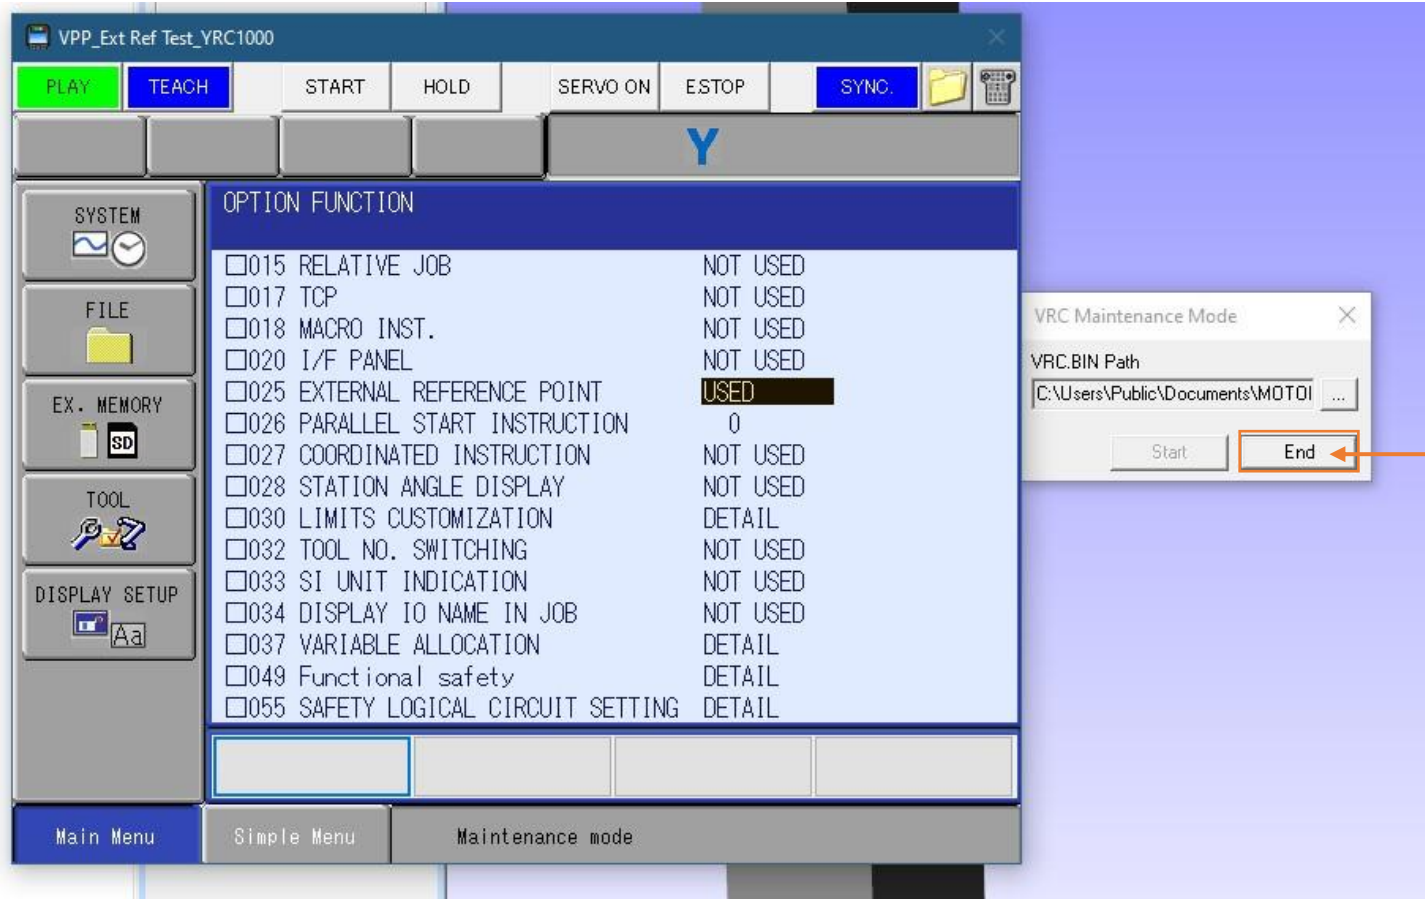 VPP_Ext Ref Test_YRC1000
PLAY TEACH START HOLD SERVO ON ESTOP SYNC.
Y
SYSTEM
FILE
EX. MEMORY
SD
TOOL
DISPLAY SETUP
Aa
OPTION FUNCTION
015 RELATIVE JOB NOT USED
017 TCP NOT USED
018 MACRO INST. NOT USED
020 I/F PANEL NOT USED
025 EXTERNAL REFERENCE POINT USED
026 PARALLEL START INSTRUCTION 0
027 COORDINATED INSTRUCTION NOT USED
028 STATION ANGLE DISPLAY NOT USED
030 LIMITS CUSTOMIZATION DETAIL
032 TOOL NO. SWITCHING NOT USED
033 SI UNIT INDICATION NOT USED
034 DISPLAY IO NAME IN JOB NOT USED
037 VARIABLE ALLOCATION DETAIL
049 Functional safety DETAIL
055 SAFETY LOGICAL CIRCUIT SETTING DETAIL
Main Menu Simple Menu Maintenance mode
VRC Maintenance Mode
VRC.BIN Path
C:\Users\Public\Documents\MOTOI ...
Start End